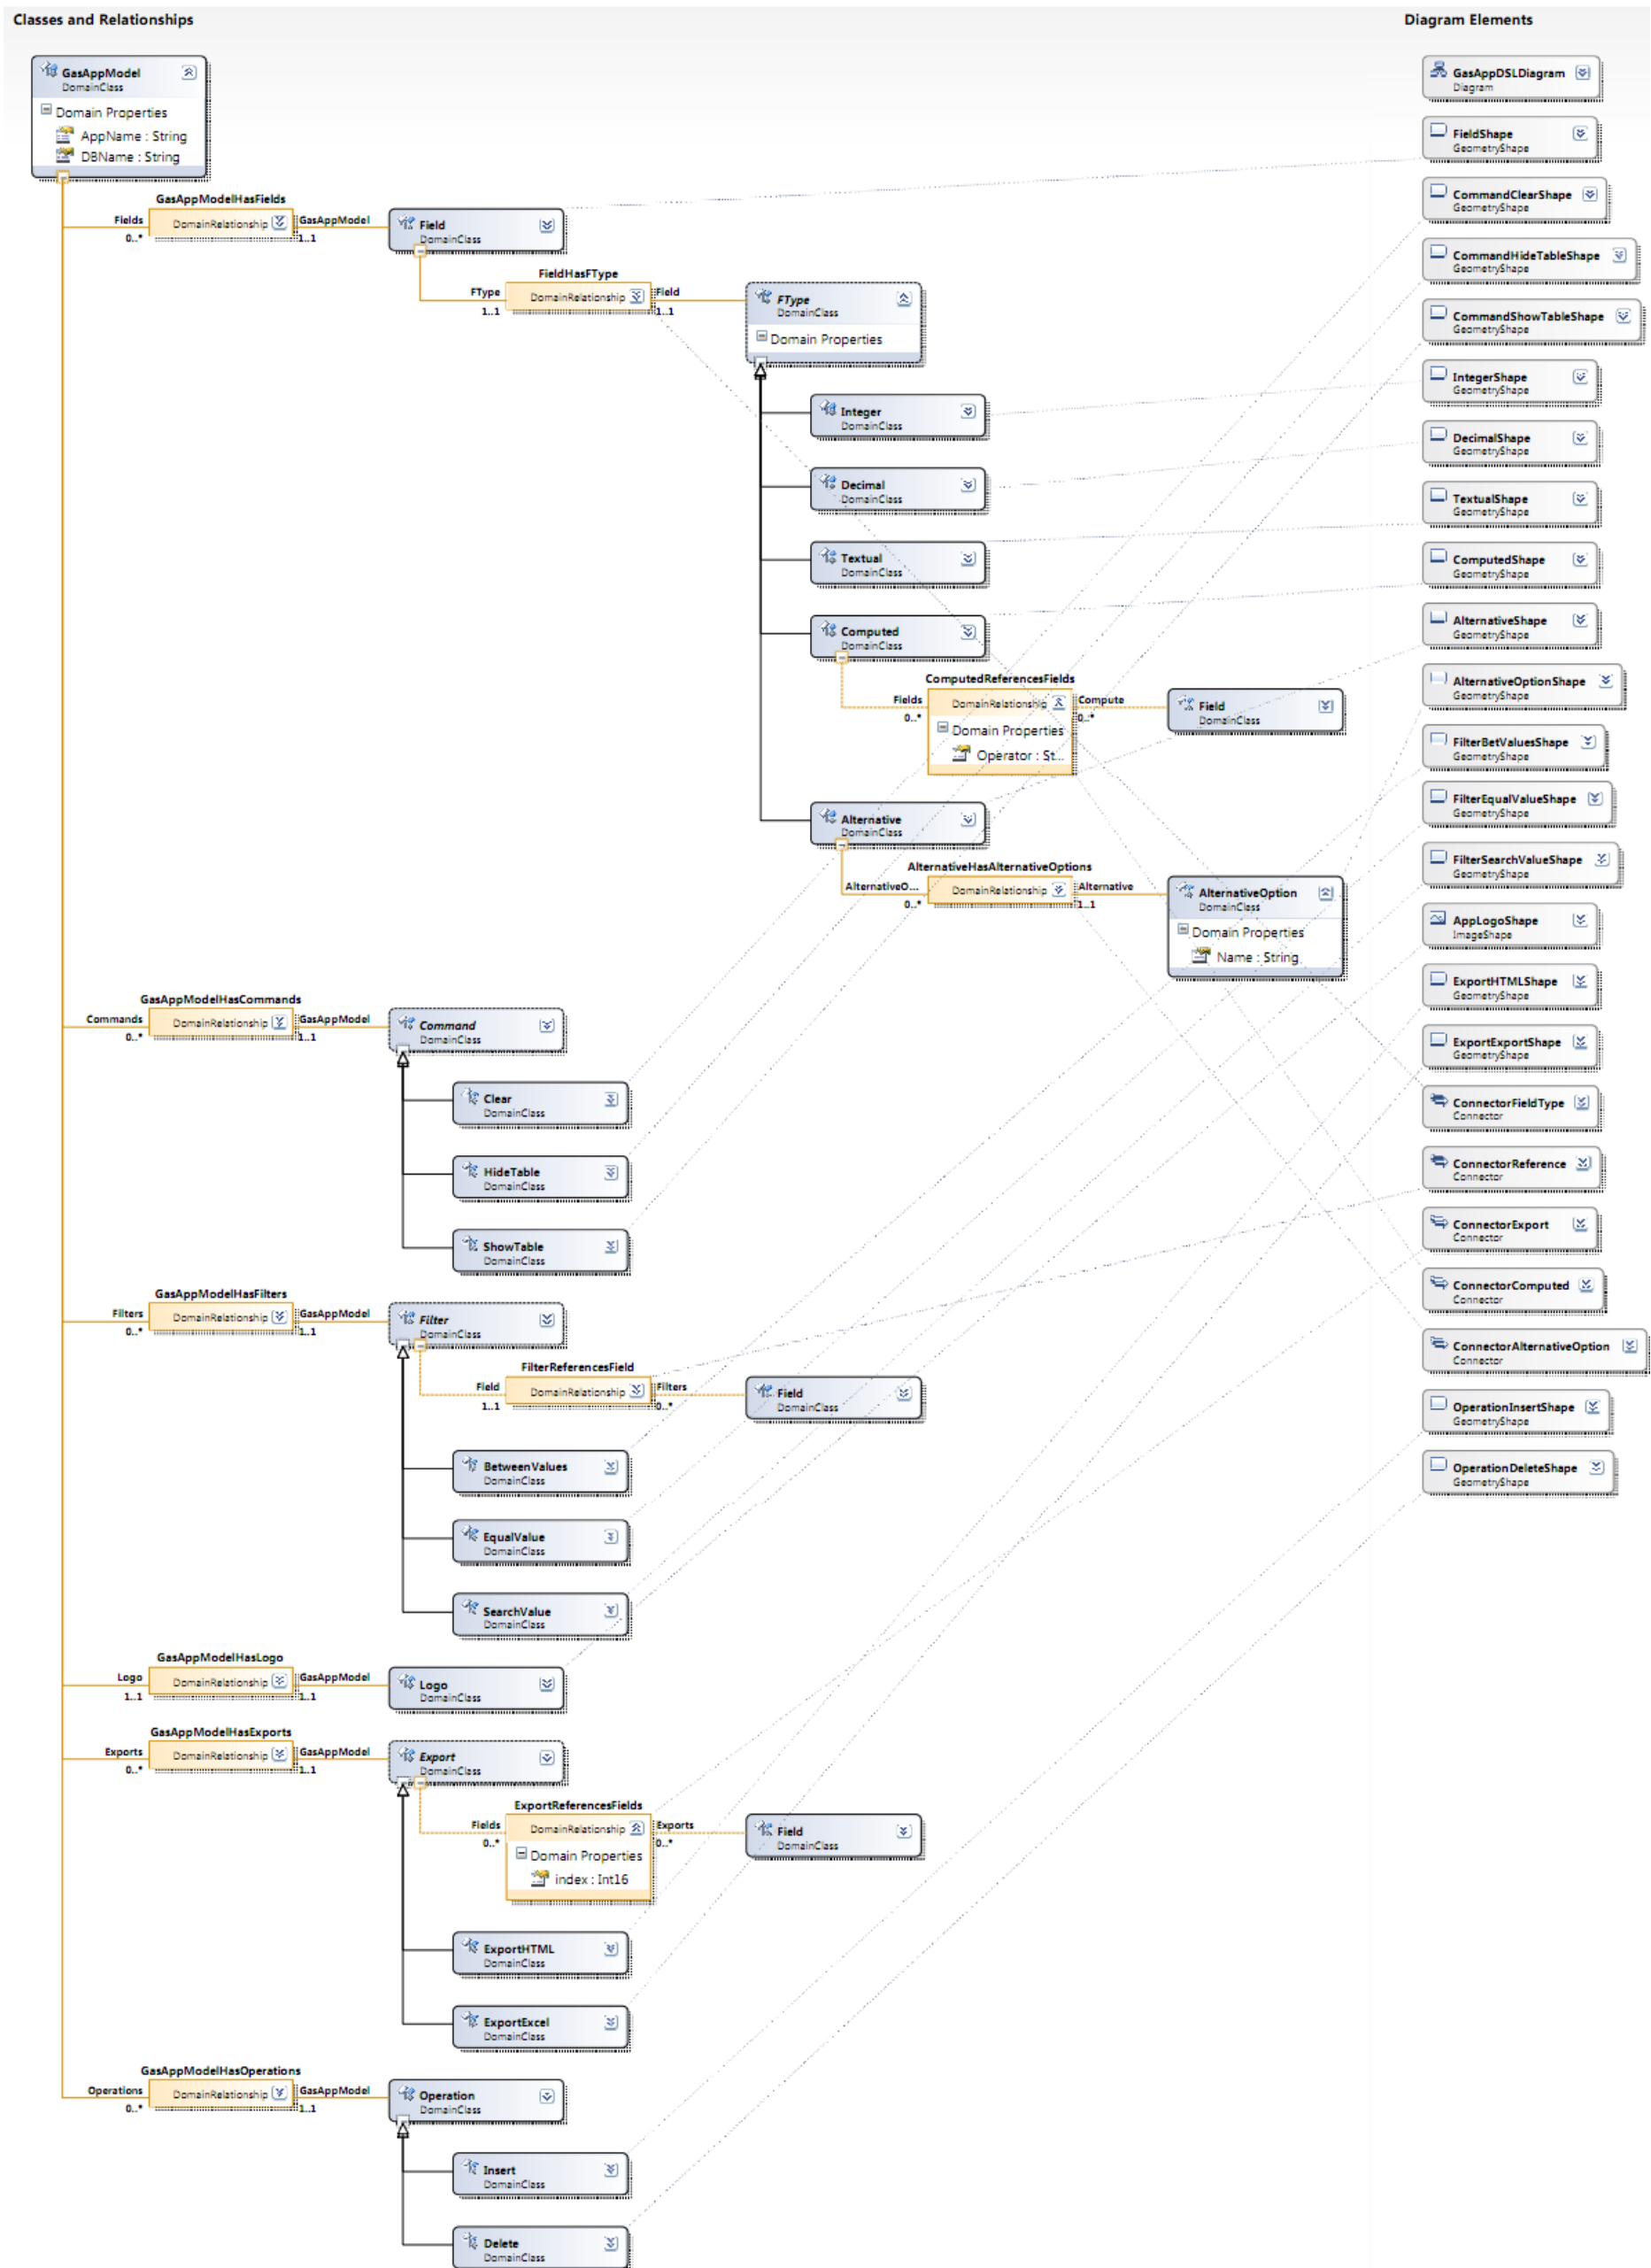 Classes and Relationships
Diagram Elements
GasAppModel
DomainClass
Domain Properties
AppName : String
DBName : String
GasAppModelHasFields
Fields
DomainRelationship
GasAppModel
0..*
1..1
Field
DomainClass
FieldHasFType
FType
DomainRelationship
Field
1..1
1..1
FType
DomainClass
Domain Properties
Integer
DomainClass
Decimal
DomainClass
Textual
DomainClass
Computed
DomainClass
ComputedReferencesFields
Fields
DomainRelationship
Compute
0..*
0..*
Domain Properties
Operator : St...
Field
DomainClass
Alternative
DomainClass
AlternativeHasAlternativeOptions
AlternativeO...
DomainRelationship
Alternative
0..*
1..1
AlternativeOption
DomainClass
Domain Properties
Name : String
GasAppModelHasCommands
Commands
DomainRelationship
GasAppModel
0..*
1..1
Command
DomainClass
Clear
DomainClass
HideTable
DomainClass
ShowTable
DomainClass
GasAppModelHasFilters
Filters
DomainRelationship
GasAppModel
0..*
1..1
Filter
DomainClass
FilterReferencesField
Field
DomainRelationship
Filters
1..1
0..*
Field
DomainClass
BetweenValues
DomainClass
EqualValue
DomainClass
SearchValue
DomainClass
GasAppModelHasLogo
Logo
DomainRelationship
GasAppModel
1..1
1..1
Logo
DomainClass
GasAppModelHasExports
Exports
DomainRelationship
GasAppModel
0..*
1..1
Export
DomainClass
ExportReferencesFields
Fields
DomainRelationship
Exports
0..*
0..*
Domain Properties
index : Int16
Field
DomainClass
ExportHTML
DomainClass
ExportExcel
DomainClass
GasAppModelHasOperations
Operations
DomainRelationship
GasAppModel
0..*
1..1
Operation
DomainClass
Insert
DomainClass
Delete
DomainClass
GasAppDSLDiagram
Diagram
FieldShape
GeometryShape
CommandClearShape
GeometryShape
CommandHideTableShape
GeometryShape
CommandShowTableShape
GeometryShape
IntegerShape
GeometryShape
DecimalShape
GeometryShape
TextualShape
GeometryShape
ComputedShape
GeometryShape
AlternativeShape
GeometryShape
AlternativeOptionShape
GeometryShape
FilterBetValuesShape
GeometryShape
FilterEqualValueShape
GeometryShape
FilterSearchValueShape
GeometryShape
AppLogoShape
ImageShape
ExportHTMLShape
GeometryShape
ExportExportShape
GeometryShape
ConnectorFieldType
Connector
ConnectorReference
Connector
ConnectorExport
Connector
ConnectorComputed
Connector
ConnectorAlternativeOption
Connector
OperationInsertShape
GeometryShape
OperationDeleteShape
GeometryShape